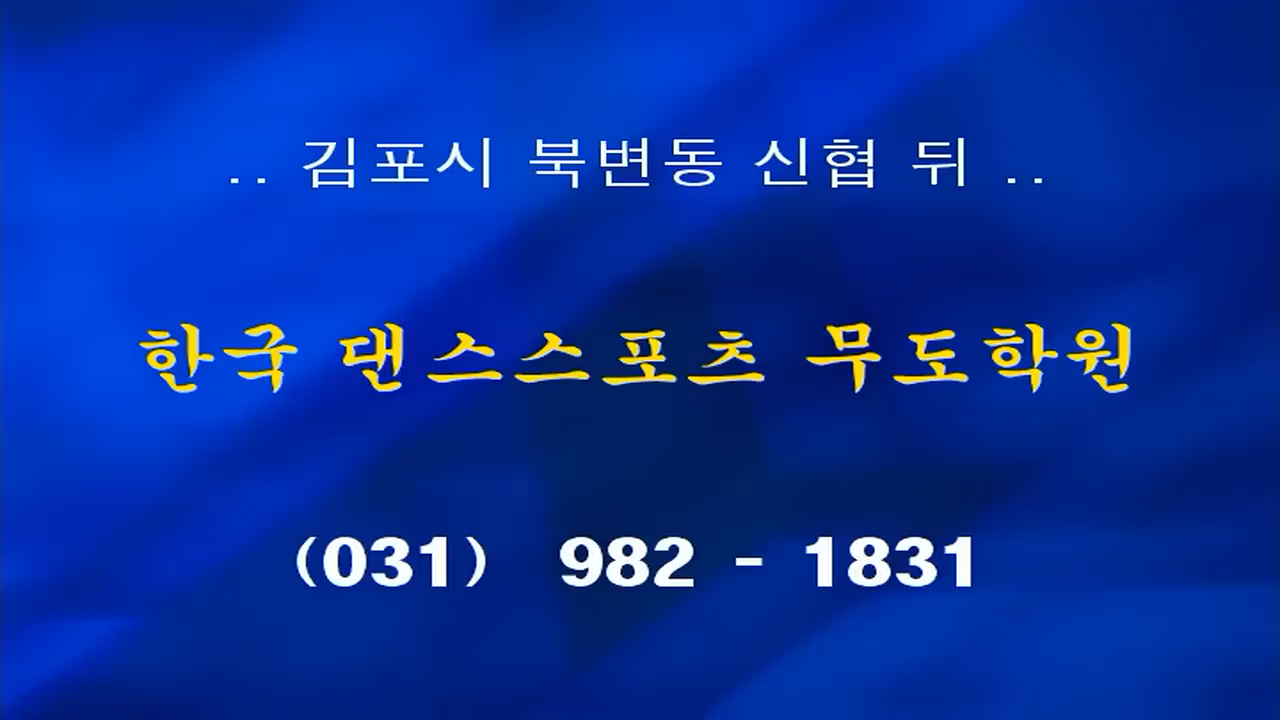 .. 김포시 북변동 신협 뒤 ..
한국 댄스스포츠 무도학원
(031) 982 - 1831